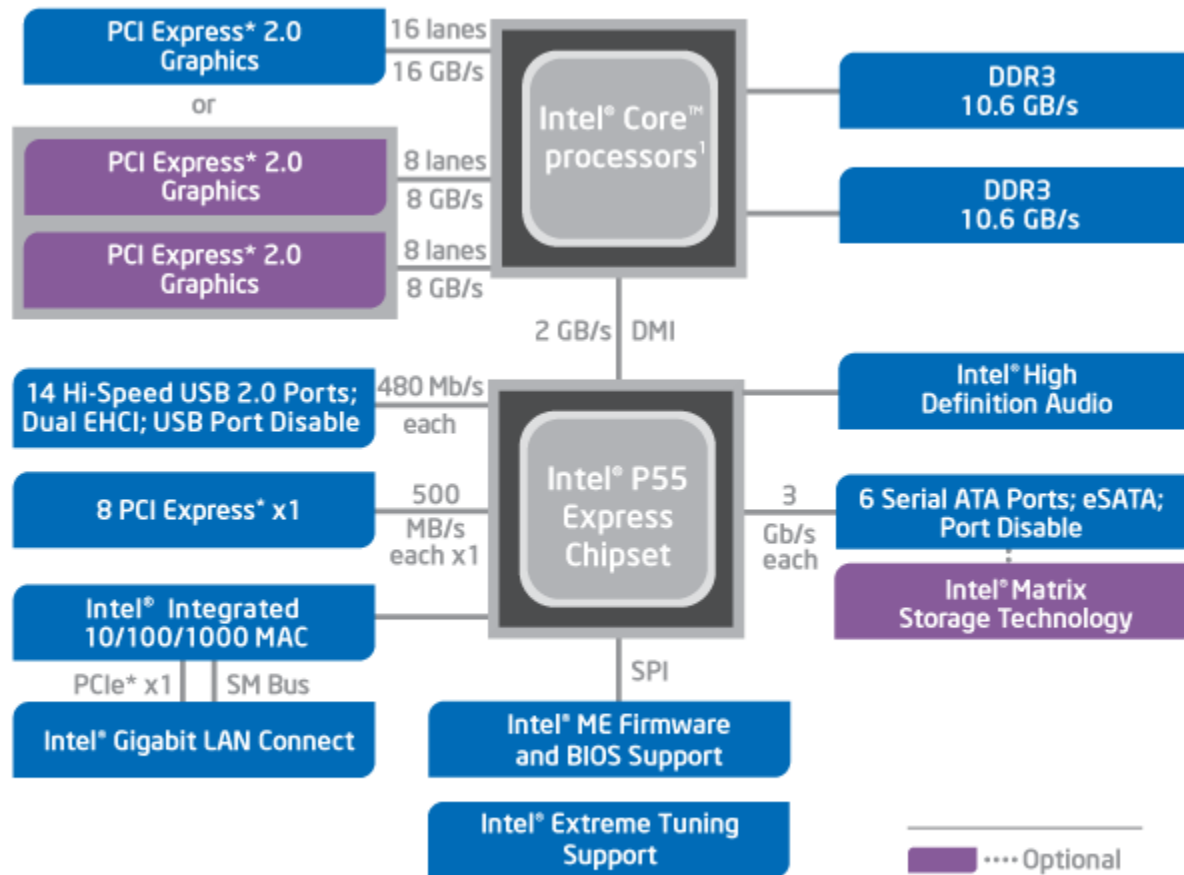 PCI Express* 2.0
Graphics
16 lanes
16 GB/s
or
PCI Express* 2.0
Graphics
8 lanes
8 GB/s
PCI Express* 2.0
Graphics
8 lanes
8 GB/s
Intel® Core™
processors¹
DDR3
10.6 GB/s
DDR3
10.6 GB/s
2 GB/s
DMI
14 Hi-Speed USB 2.0 Ports;
Dual EHCI; USB Port Disable
480 Mb/s
each
8 PCI Express* x1
500
MB/s
each x1
Intel® Integrated
10/100/1000 MAC
PCIe* x1
SM Bus
Intel® Gigabit LAN Connect
Intel® P55
Express
Chipset
Intel® High
Definition Audio
3
Gb/s
each
6 Serial ATA Ports; eSATA;
Port Disable
Intel® Matrix
Storage Technology
SPI
Intel® ME Firmware
and BIOS Support
Intel® Extreme Tuning
Support
Optional